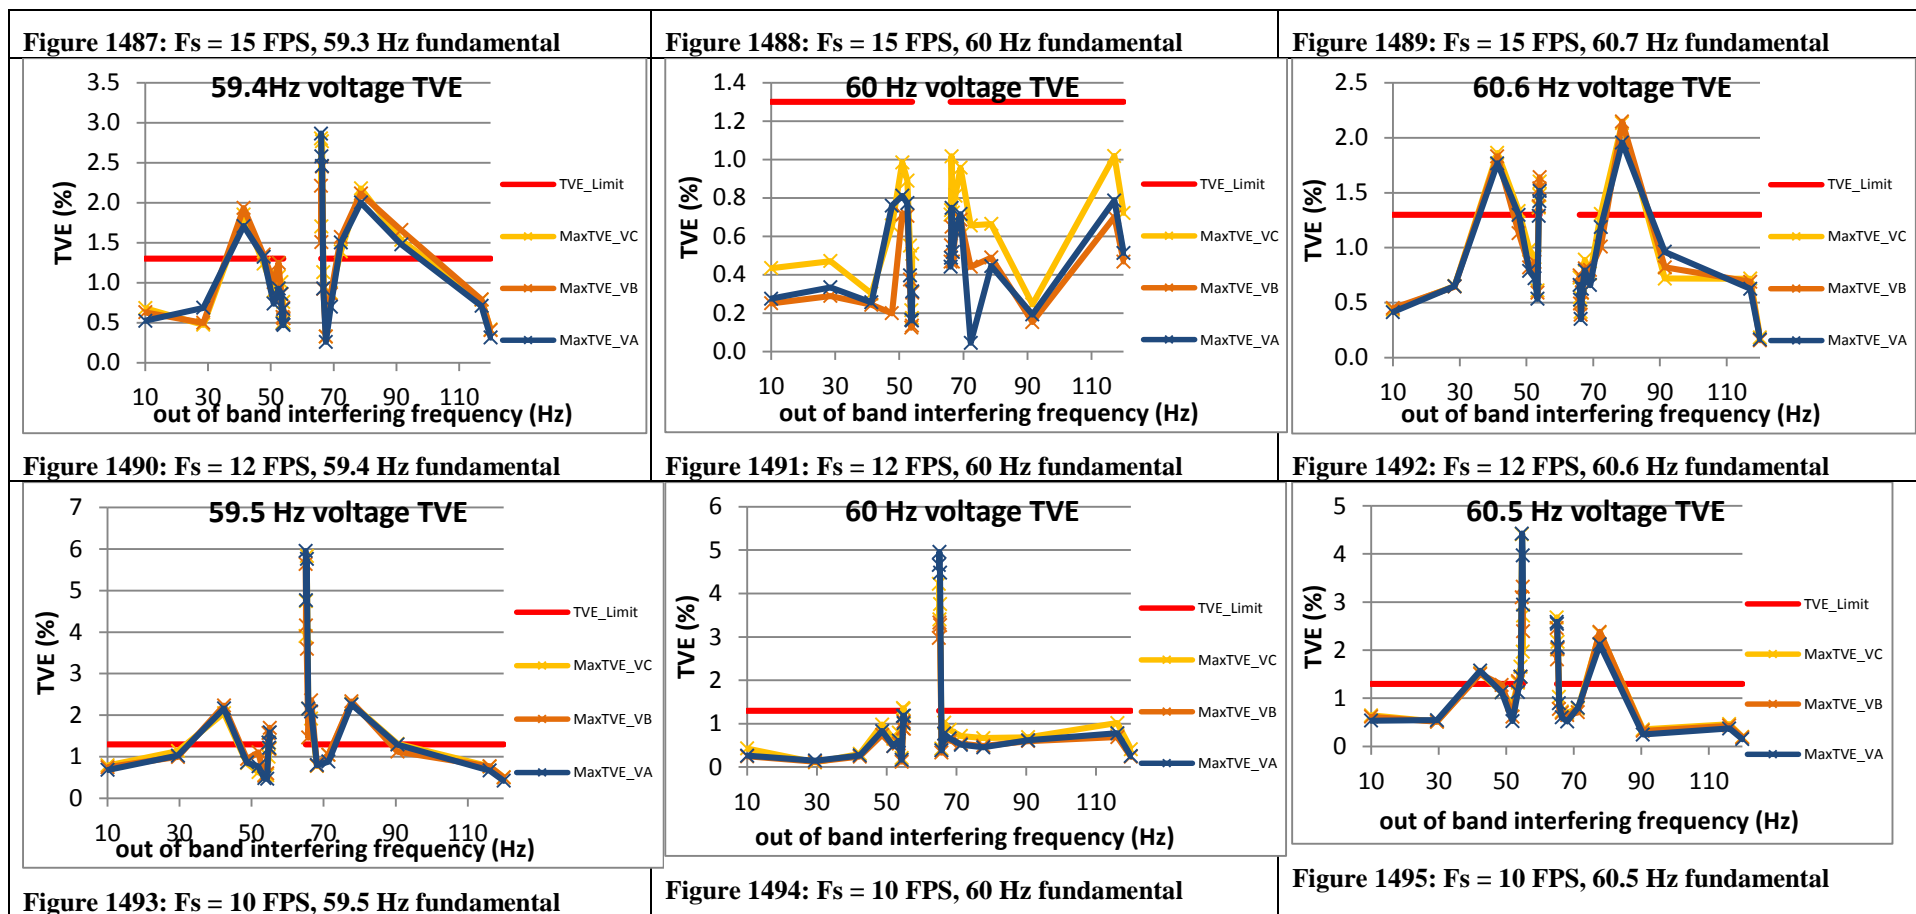 Figure 1487: Fs = 15 FPS, 59.3 Hz fundamental
Figure 1488: Fs = 15 FPS, 60 Hz fundamental
Figure 1489: Fs = 15 FPS, 60.7 Hz fundamental
59.4Hz voltage TVE
3.5
3.0
2.5
2.0
1.5
1.0
0.5
0.0
TVE (%)
10 30 50 70 90 110
out of band interfering frequency (Hz)
TVE_Limit
MaxTVE_VC
MaxTVE_VB
MaxTVE_VA
60 Hz voltage TVE
1.4
1.2
1.0
0.8
0.6
0.4
0.2
0.0
TVE (%)
10 30 50 70 90 110
out of band interfering frequency (Hz)
TVE_Limit
MaxTVE_VC
MaxTVE_VB
MaxTVE_VA
60.6 Hz voltage TVE
2.5
2.0
1.5
1.0
0.5
0.0
TVE (%)
10 30 50 70 90 110
out of band interfering frequency (Hz)
TVE_Limit
MaxTVE_VC
MaxTVE_VB
MaxTVE_VA
Figure 1490: Fs = 12 FPS, 59.4 Hz fundamental
Figure 1491: Fs = 12 FPS, 60 Hz fundamental
Figure 1492: Fs = 12 FPS, 60.6 Hz fundamental
59.5 Hz voltage TVE
7
6
5
4
3
2
1
0
TVE (%)
10 30 50 70 90 110
out of band interfering frequency (Hz)
TVE_Limit
MaxTVE_VC
MaxTVE_VB
MaxTVE_VA
60 Hz voltage TVE
6
5
4
3
2
1
0
TVE (%)
10 30 50 70 90 110
out of band interfering frequency (Hz)
TVE_Limit
MaxTVE_VC
MaxTVE_VB
MaxTVE_VA
60.5 Hz voltage TVE
5
4
3
2
1
0
TVE (%)
10 30 50 70 90 110
out of band interfering frequency (Hz)
TVE_Limit
MaxTVE_VC
MaxTVE_VB
MaxTVE_VA
Figure 1493: Fs = 10 FPS, 59.5 Hz fundamental
Figure 1494: Fs = 10 FPS, 60 Hz fundamental
Figure 1495: Fs = 10 FPS, 60.5 Hz fundamental